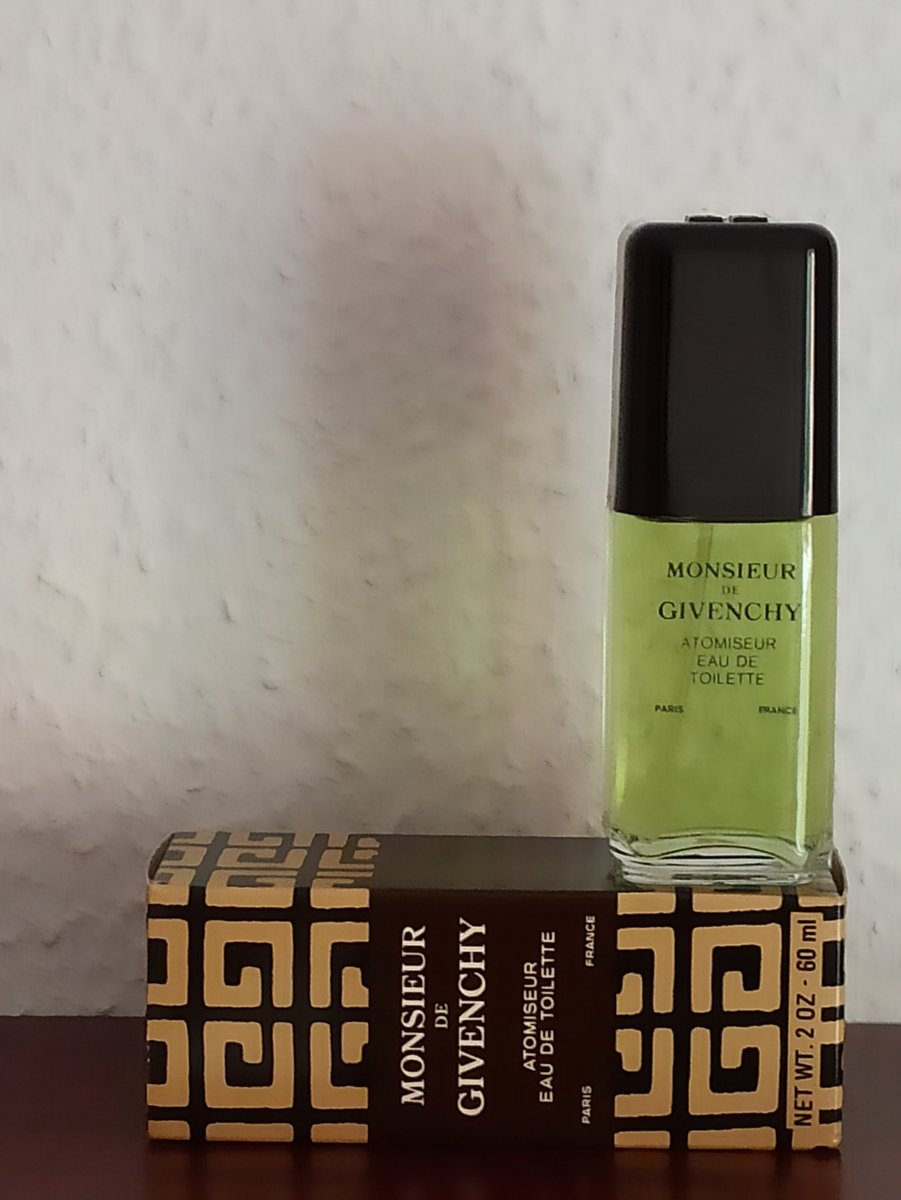 MONSIEUR
DE
GIVENCHY
ATOMISEUR
EAU DE
TOILETTE
PARIS FRANCE
MONSIEUR
DE
GIVENCHY
ATOMISEUR
EAU DE TOILETTE
PARIS FRANCE
NET WT. 2 OZ - 60 ml